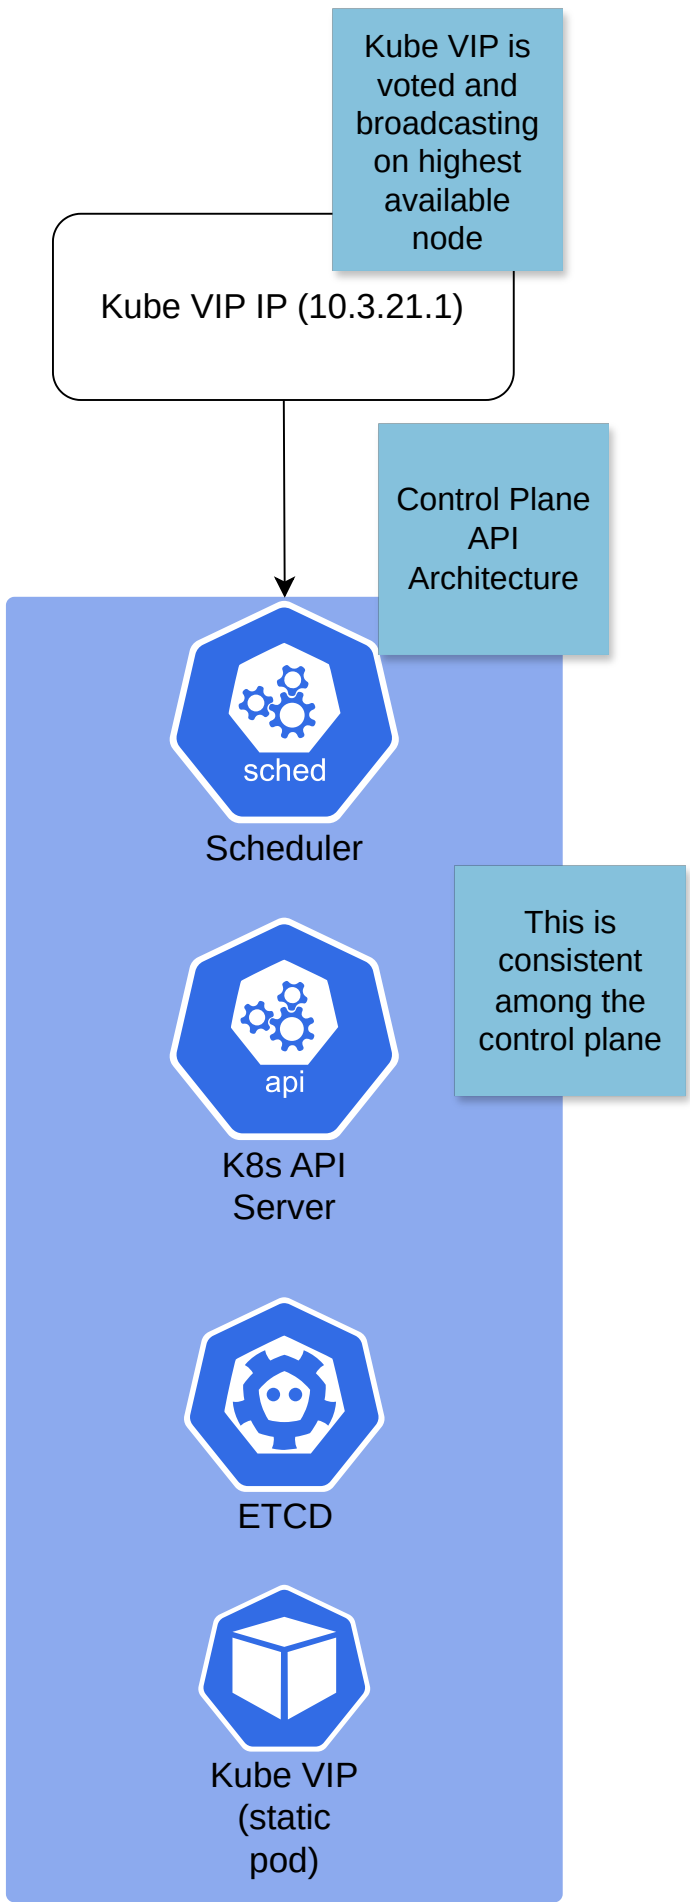 Kube VIP is
voted and
broadcasting
on highest
available
node
Kube VIP IP (10.3.21.1)
Control Plane
API
Architecture
sched
Scheduler
This is
consistent
among the
control plane
api
K8s API
Server
ETCD
Kube VIP
(static
pod)